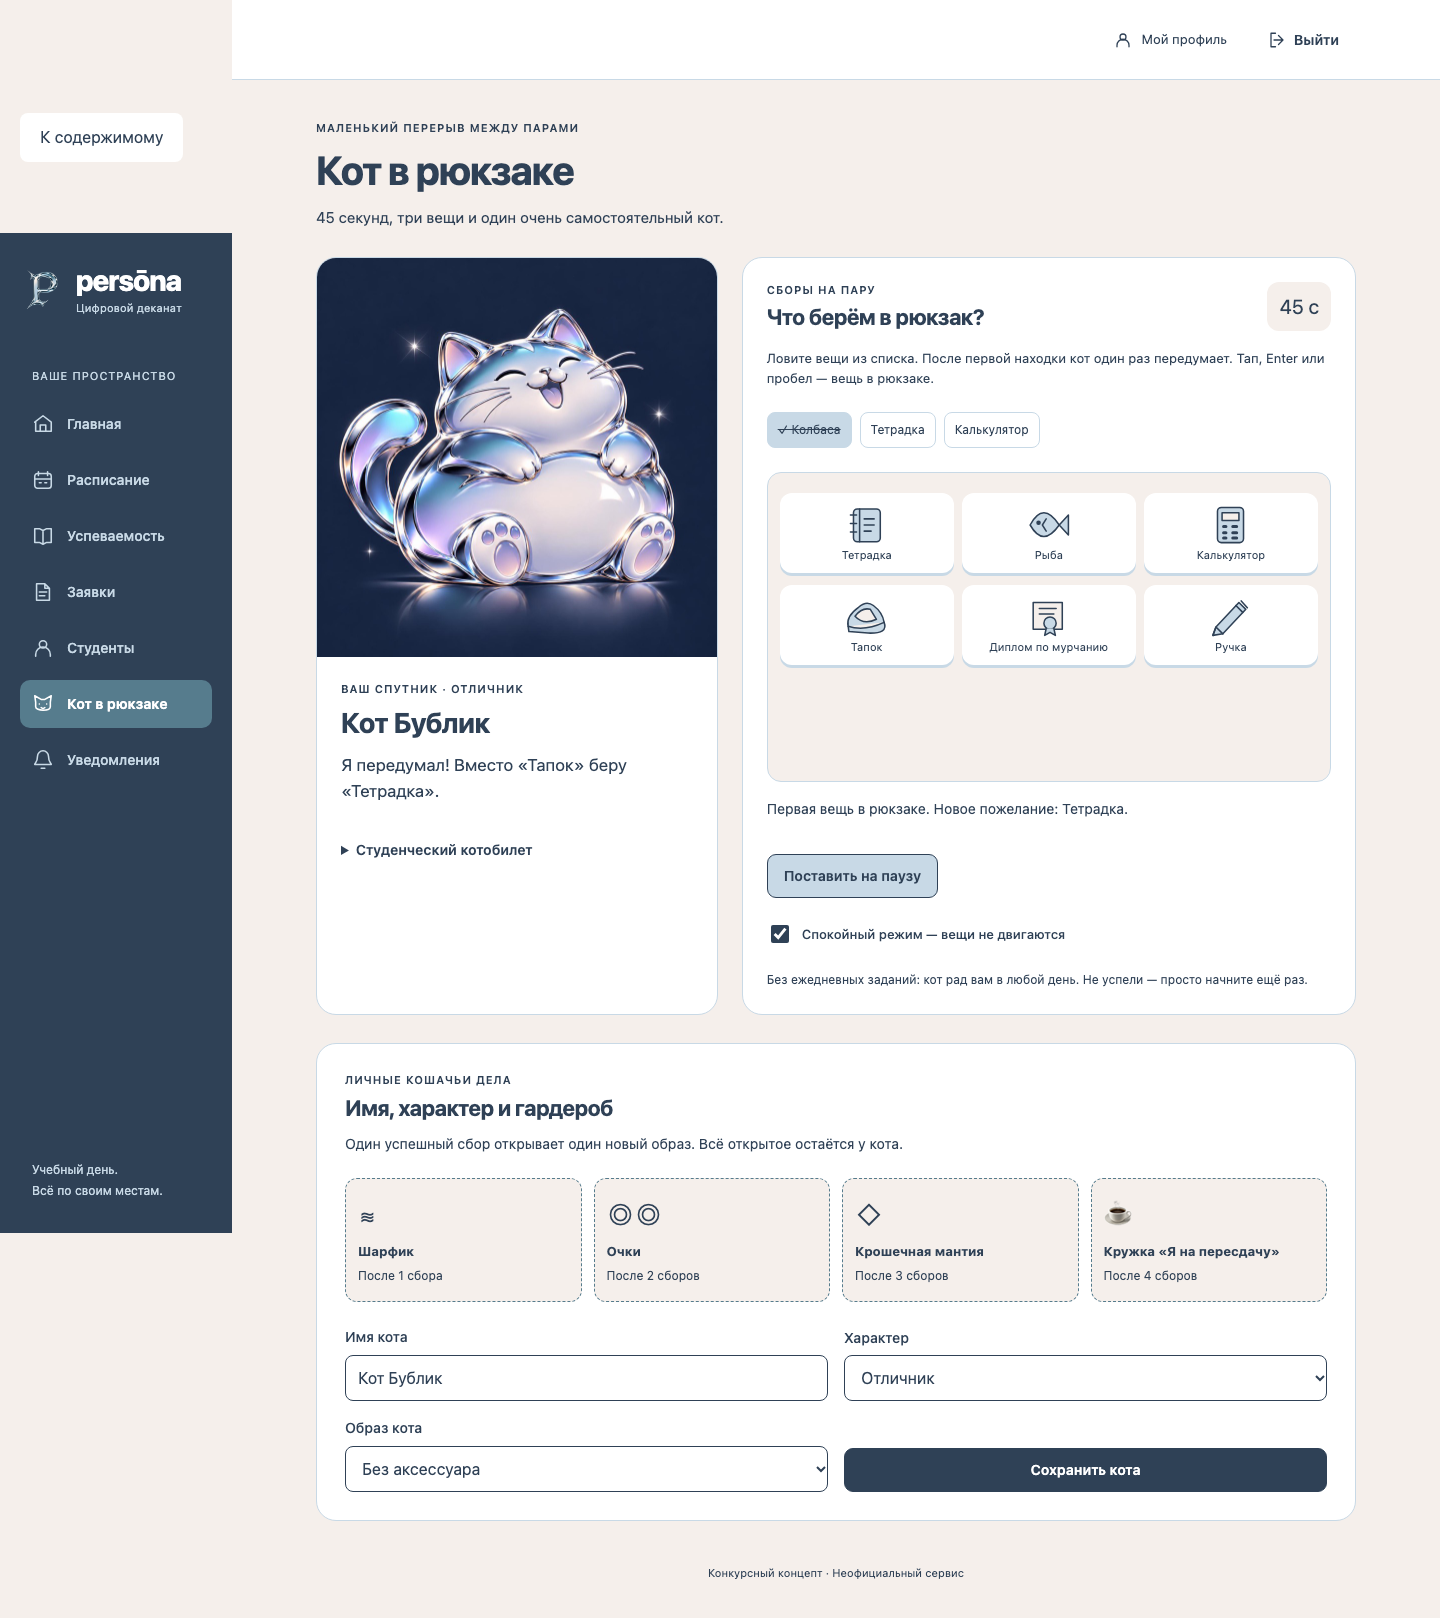 Мой профиль
Выйти
К содержимому
persōna
Цифровой деканат
ВАШЕ ПРОСТРАНСТВО
Главная
Расписание
Успеваемость
Заявки
Студенты
Кот в рюкзаке
Уведомления
Учебный день.
Всё по своим местам.
МАЛЕНЬКИЙ ПЕРЕРЫВ МЕЖДУ ПАРАМИ
Кот в рюкзаке
45 секунд, три вещи и один очень самостоятельный кот.
ВАШ СПУТНИК · ОТЛИЧНИК
Кот Бублик
Я передумал! Вместо «Тапок» беру
«Тетрадка».
Студенческий котобилет
СБОРЫ НА ПАРУ
Что берём в рюкзак?
45 с
Ловите вещи из списка. После первой находки кот один раз передумает. Тап, Enter или
пробел — вещь в рюкзаке.
✓ Колбаса
Тетрадка
Калькулятор
Тетрадка
Рыба
Калькулятор
Тапок
Диплом по мурчанию
Ручка
Первая вещь в рюкзаке. Новое пожелание: Тетрадка.
Поставить на паузу
Спокойный режим — вещи не двигаются
Без ежедневных заданий: кот рад вам в любой день. Не успели — просто начните ещё раз.
ЛИЧНЫЕ КОШАЧЬИ ДЕЛА
Имя, характер и гардероб
Один успешный сбор открывает один новый образ. Всё открытое остаётся у кота.
Шарфик
После 1 сбора
Очки
После 2 сборов
Крошечная мантия
После 3 сборов
Кружка «Я на пересдачу»
После 4 сборов
Имя кота
Кот Бублик
Характер
Отличник
Образ кота
Без аксессуара
Сохранить кота
Конкурсный концепт · Неофициальный сервис